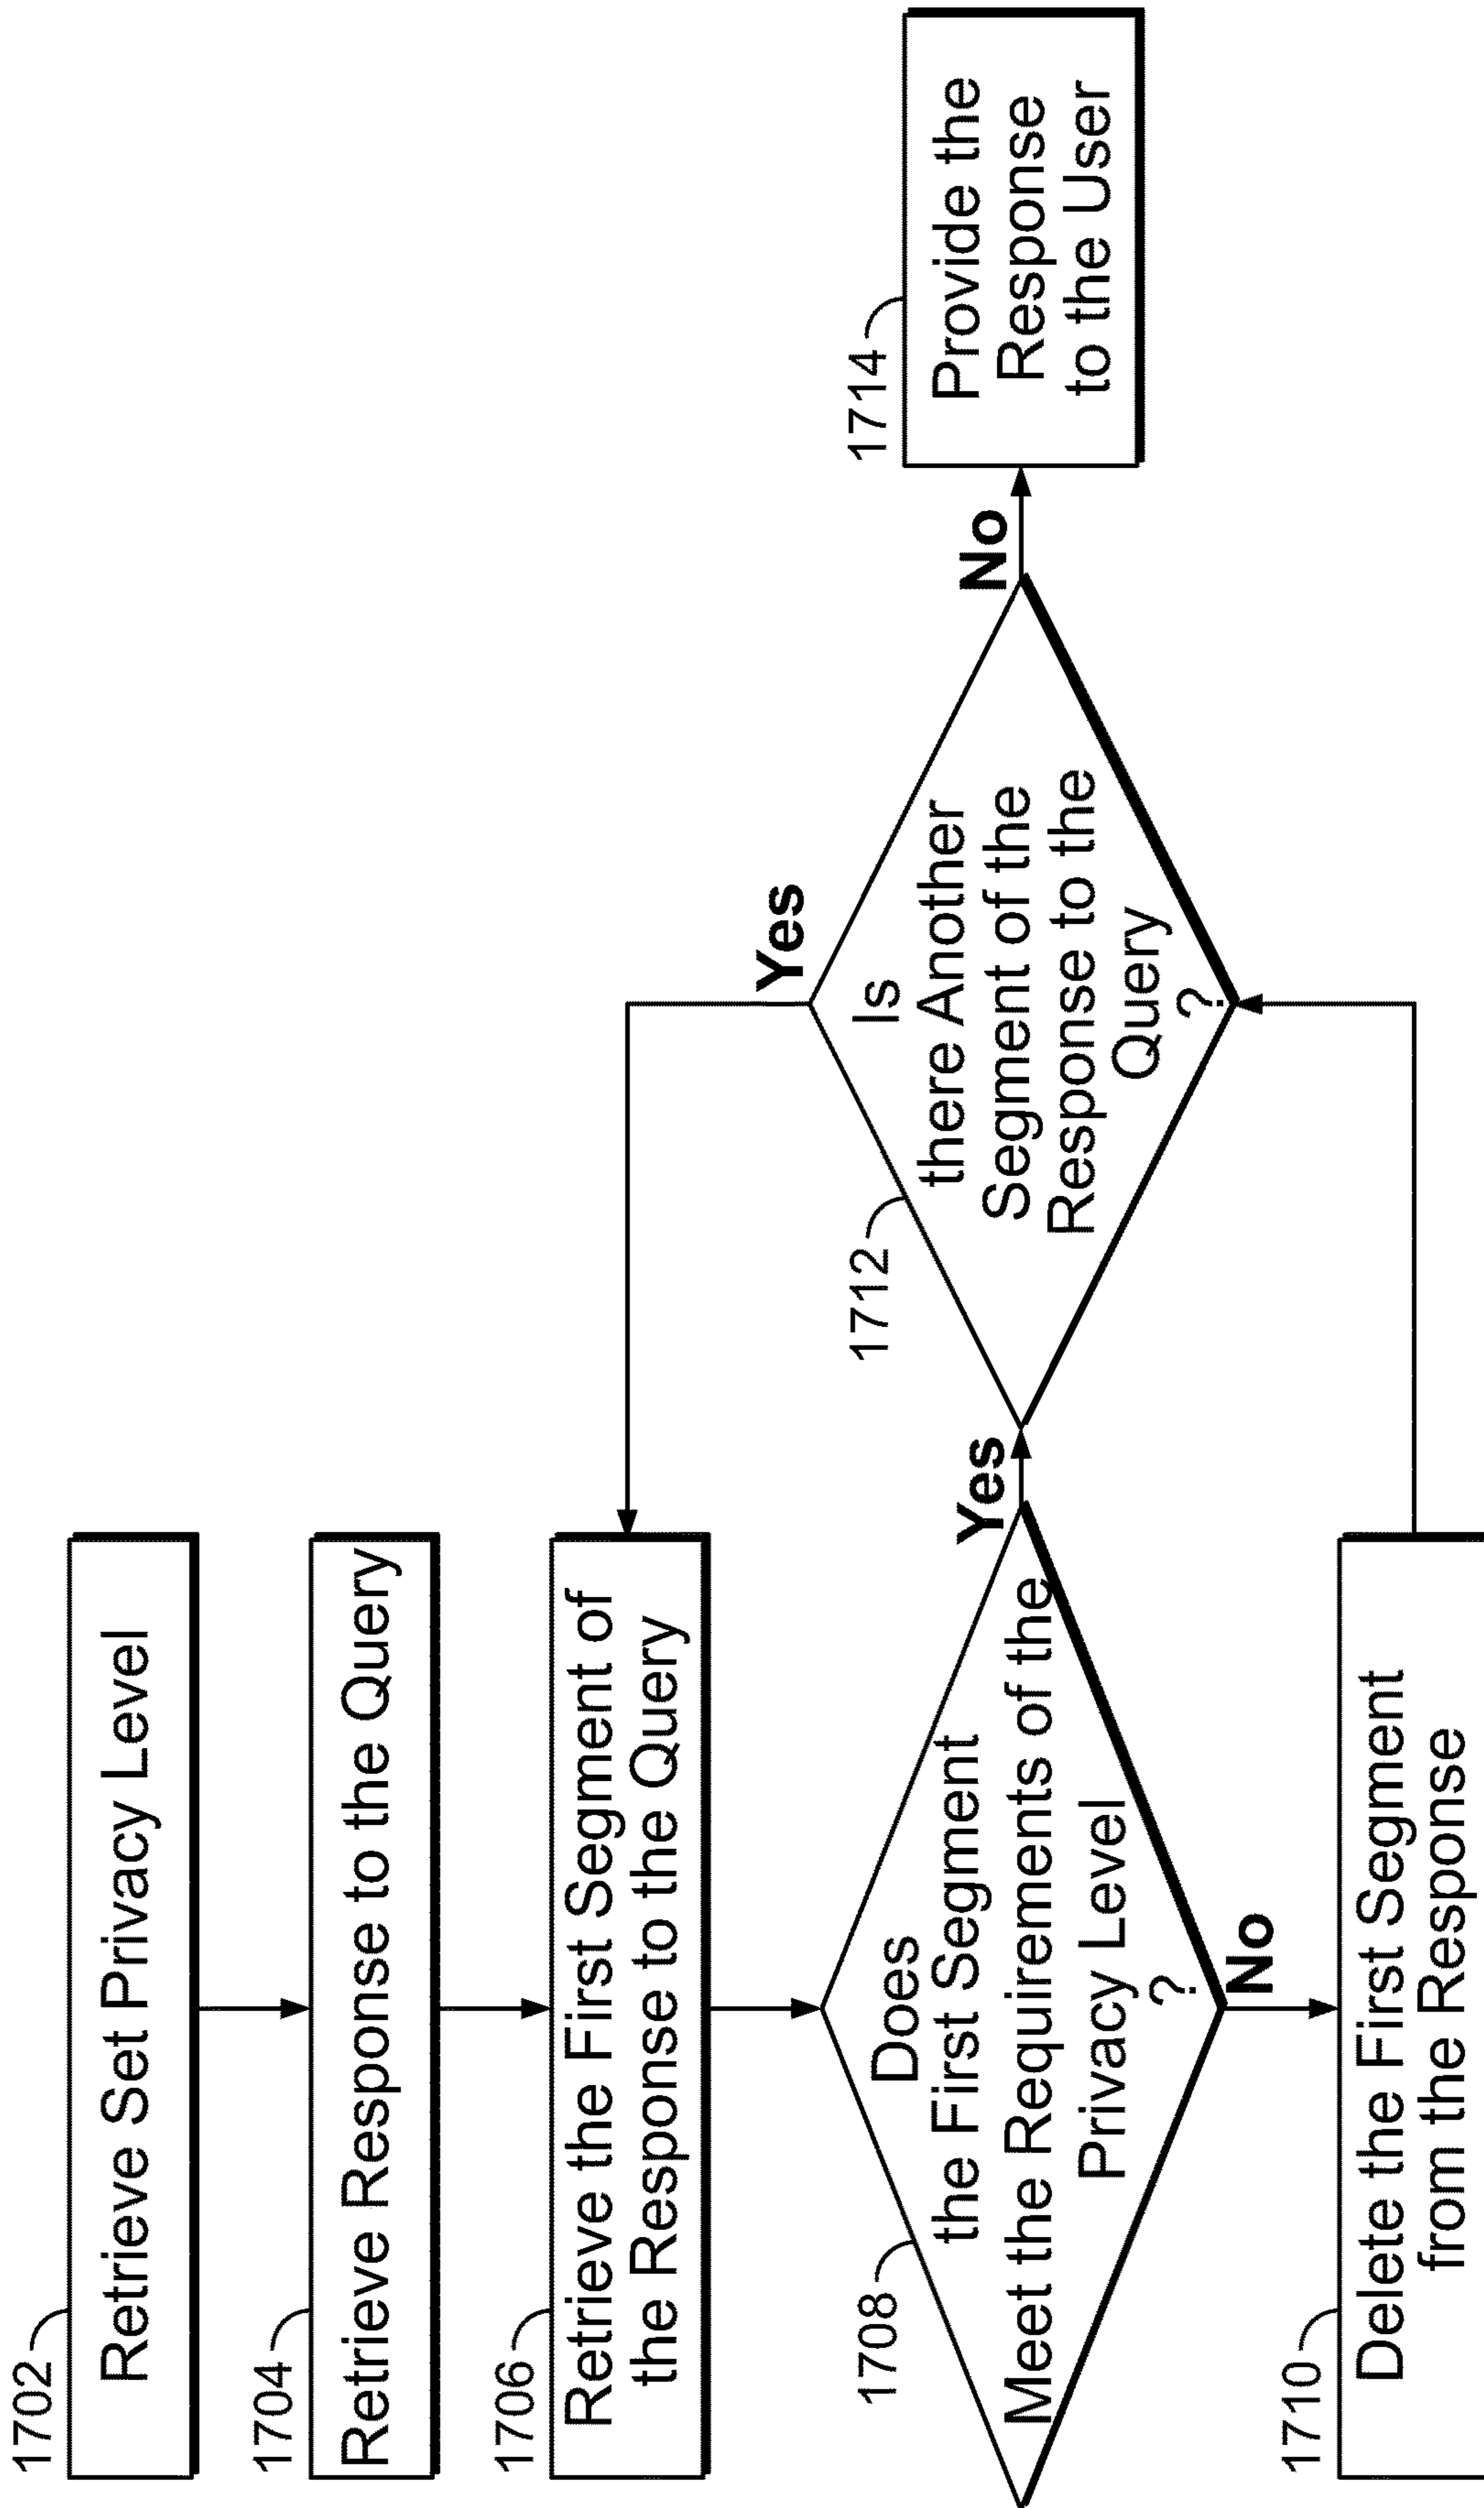 1702
Retrieve Set Privacy Level
1704
Retrieve Response to the Query
1706
Retrieve the First Segment of
the Response to the Query
1708
Does
the First Segment
Meet the Requirements of the
Privacy Level
?
Yes
No
1710
Delete the First Segment
from the Response
1712
Is
there Another
Segment of the
Response to the
Query
?
Yes
No
1714
Provide the
Response
to the User